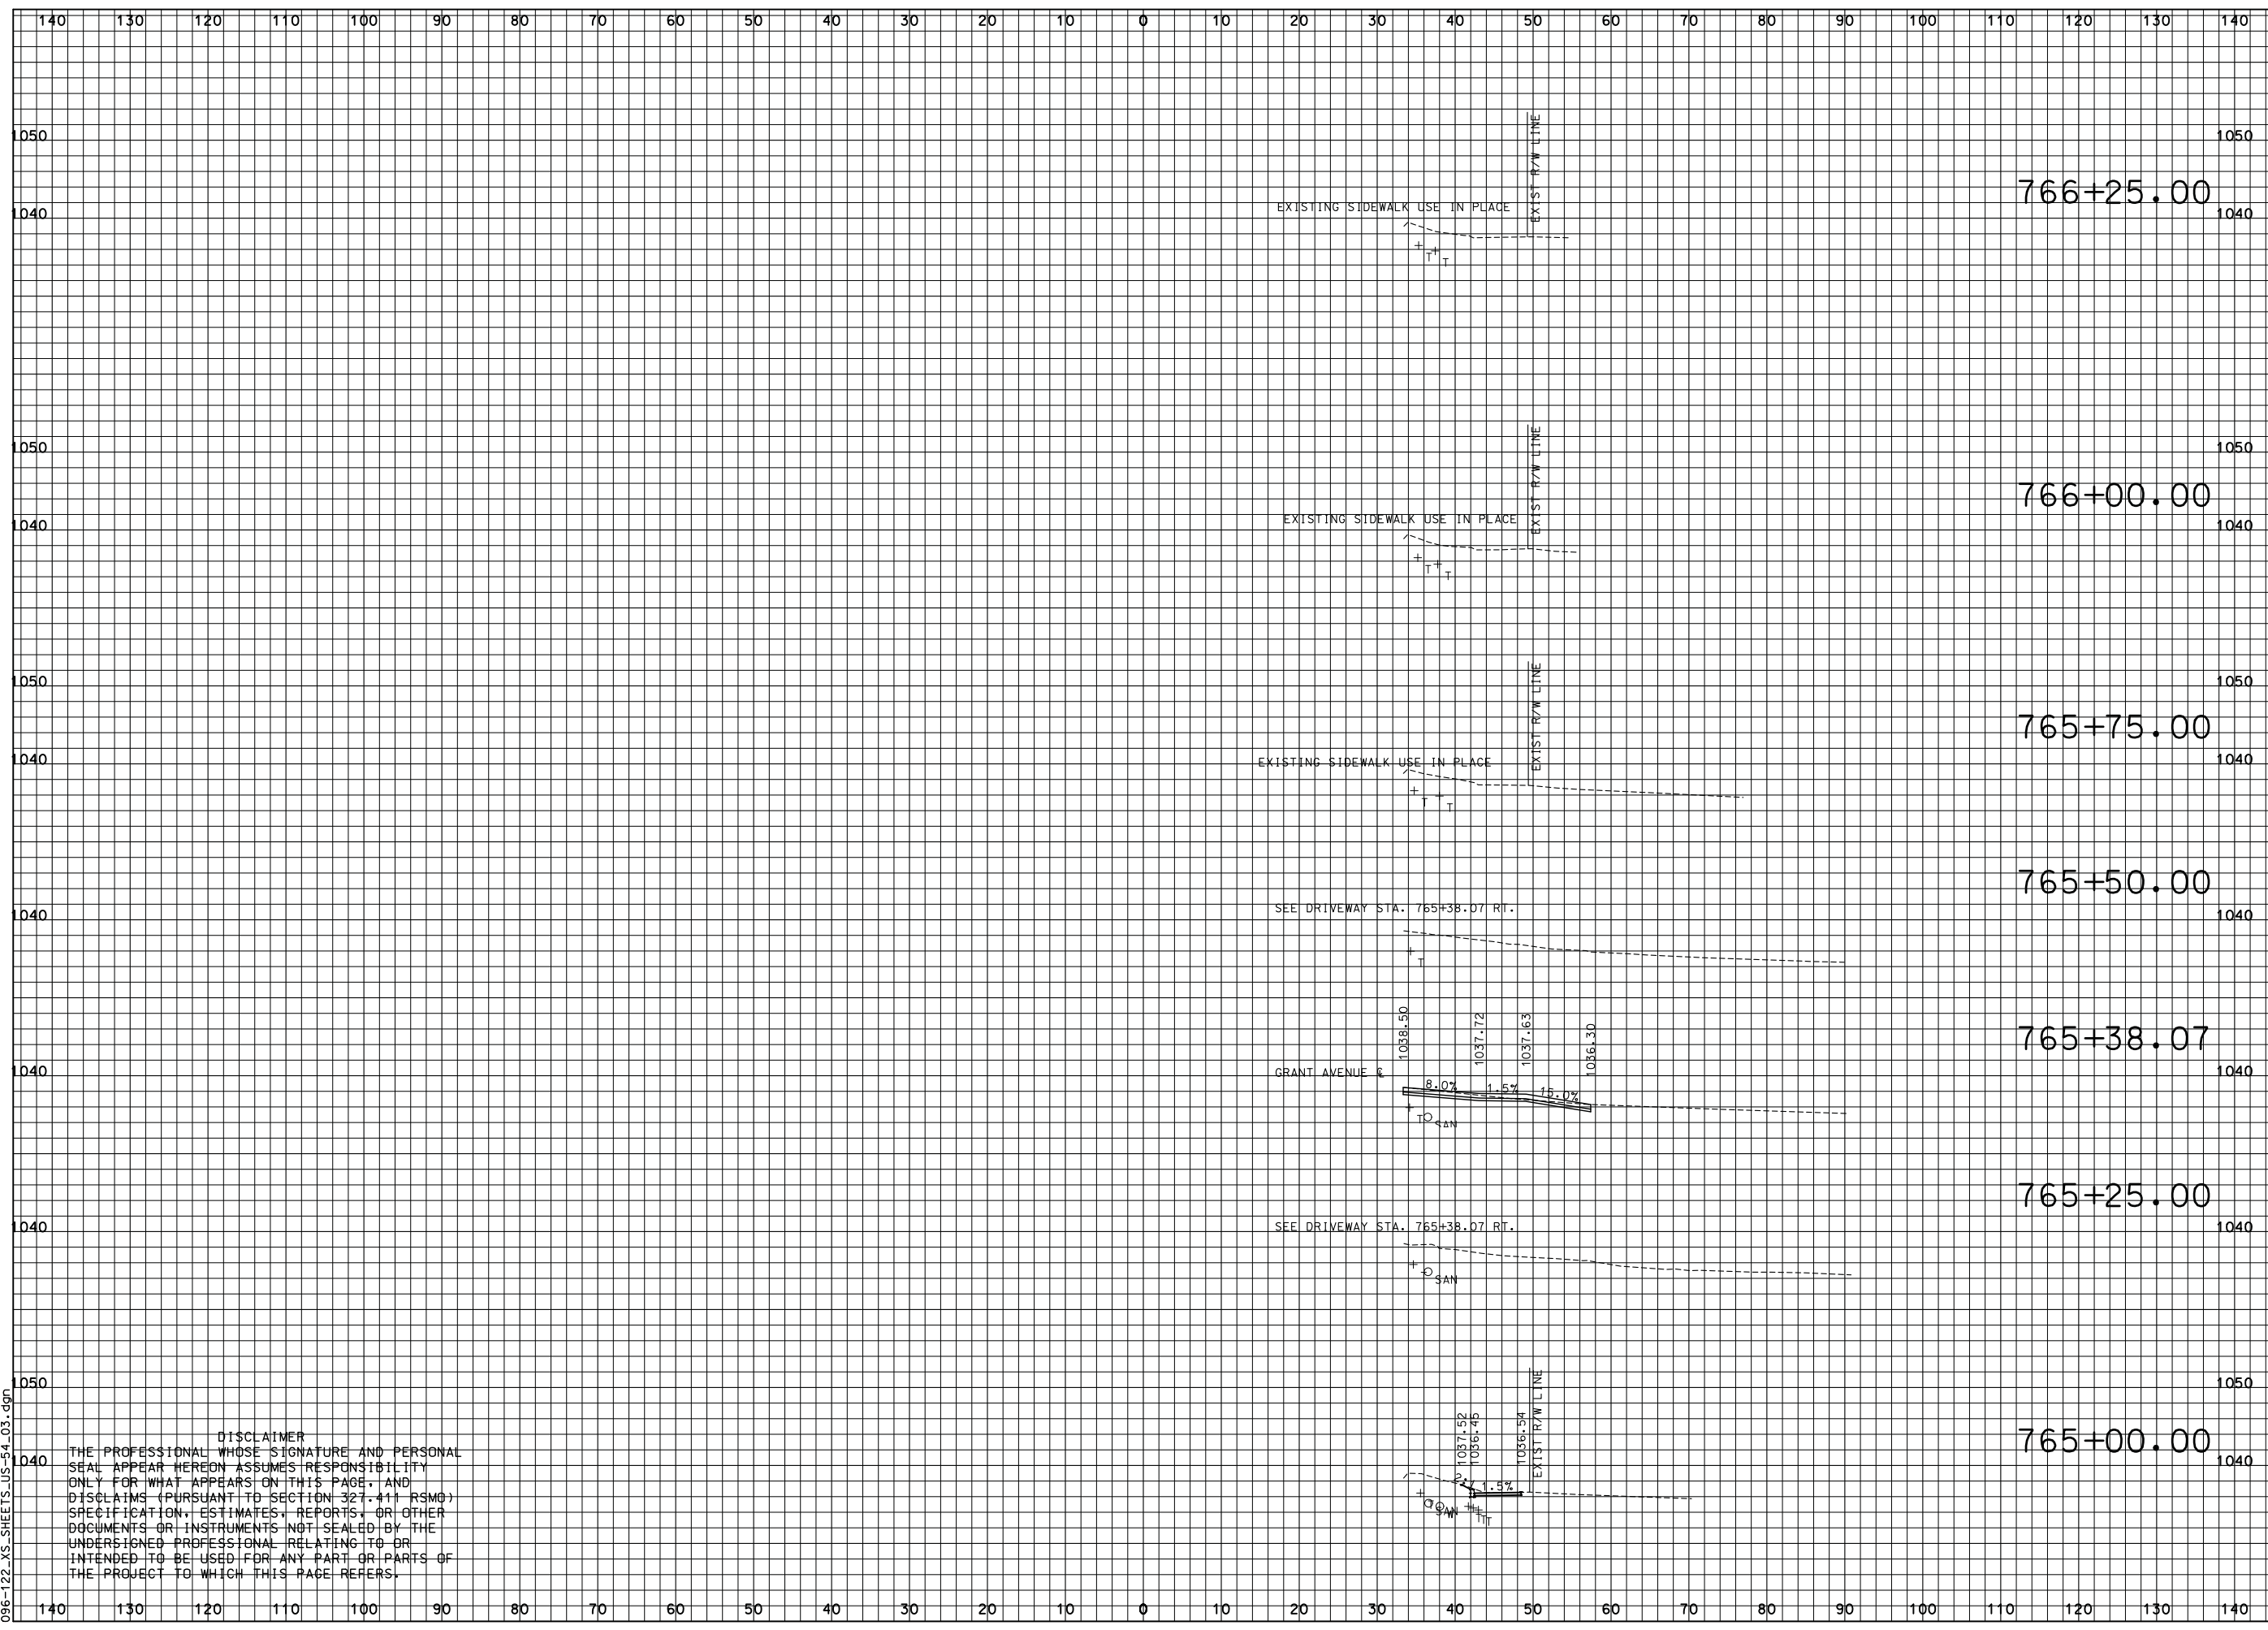 140 130 120 110 100 90 80 70 60 50 40 30 20 10 0 10 20 30 40 50 60 70 80 90 100 110 120 130 140
1050 1050
EXIST R/W LINE
766+25.00
EXISTING SIDEWALK USE IN PLACE
1040 1040
T T
1050 1050
EXIST R/W LINE
766+00.00
EXISTING SIDEWALK USE IN PLACE
1040 1040
T T
1050 1050
EXIST R/W LINE
765+75.00
EXISTING SIDEWALK USE IN PLACE
1040 1040
T T
765+50.00
SEE DRIVEWAY STA. 765+38.07 RT.
1040 1040
T
1038.50 1037.72 1037.63 1036.30
765+38.07
GRANT AVENUE ℄
1040 1040
8.0% 1.5% 15.0%
T SAN
765+25.00
SEE DRIVEWAY STA. 765+38.07 RT.
1040 1040
SAN
1050 1050
EXIST R/W LINE
1037.52 1036.45 1036.54
765+00.00
1040 1040
1.5%
T T
DISCLAIMER
THE PROFESSIONAL WHOSE SIGNATURE AND PERSONAL
SEAL APPEAR HEREON ASSUMES RESPONSIBILITY
ONLY FOR WHAT APPEARS ON THIS PAGE, AND
DISCLAIMS (PURSUANT TO SECTION 327.411 RSMO)
SPECIFICATION, ESTIMATES, REPORTS, OR OTHER
DOCUMENTS OR INSTRUMENTS NOT SEALED BY THE
UNDERSIGNED PROFESSIONAL RELATING TO OR
INTENDED TO BE USED FOR ANY PART OR PARTS OF
THE PROJECT TO WHICH THIS PAGE REFERS.
096-122_XS_SHEETS_US-54_03.dgn
140 130 120 110 100 90 80 70 60 50 40 30 20 10 0 10 20 30 40 50 60 70 80 90 100 110 120 130 140